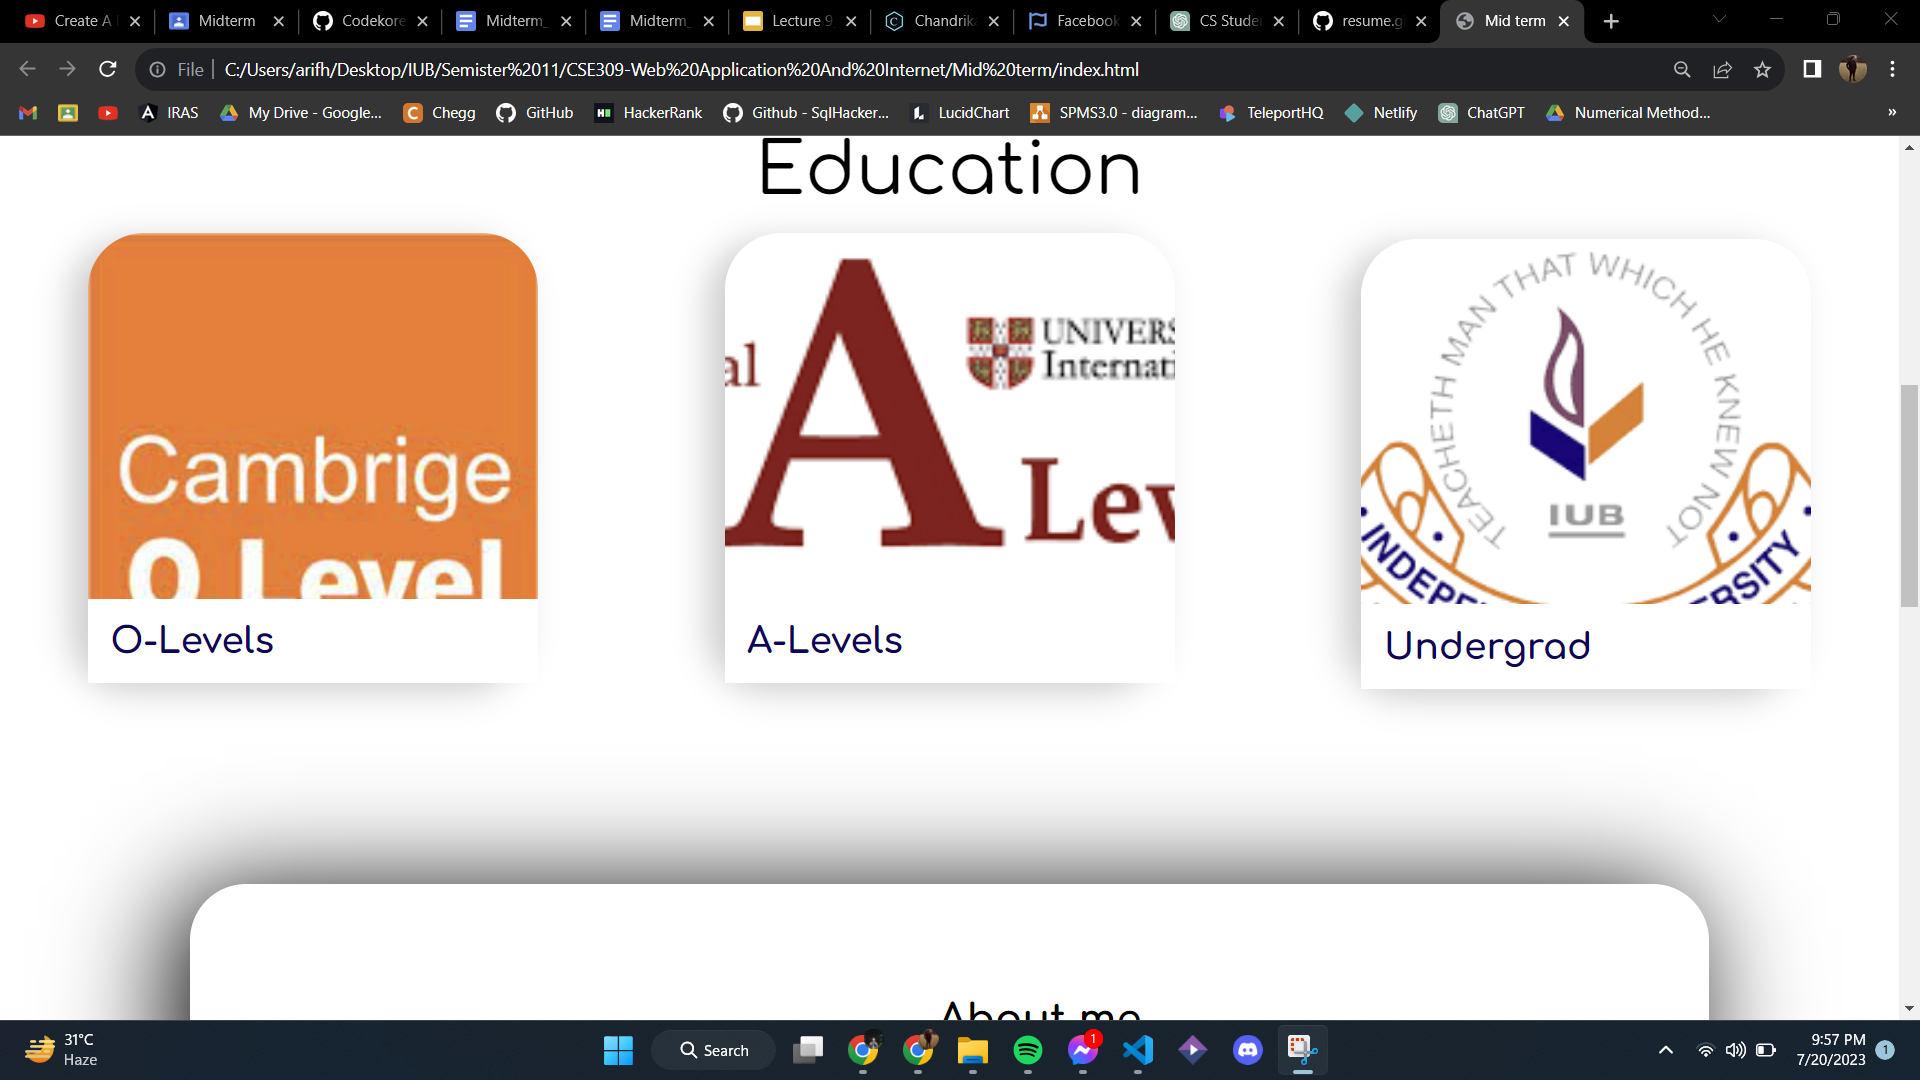 Create A
Midterm
Codekore
Midterm_
Midterm_
Lecture 9
Chandrik
Facebook
CS Stude
resume.g
Mid term
File
C:/Users/arifh/Desktop/IUB/Semister%2011/CSE309-Web%20Application%20And%20Internet/Mid%20term/index.html
IRAS
My Drive - Google...
Chegg
GitHub
HackerRank
Github - SqlHacker...
LucidChart
SPMS3.0 - diagram...
TeleportHQ
Netlify
ChatGPT
Numerical Method...
»
Education
Cambrige
O Level
O-Levels
al
A
Lev
UNIVERS
Internati
A-Levels
TEACHETH MAN THAT WHICH HE KNEW NOT
IUB
INDEPE
ERSITY
Undergrad
About me
31°C
Haze
Search
1
9:57 PM
7/20/2023
1